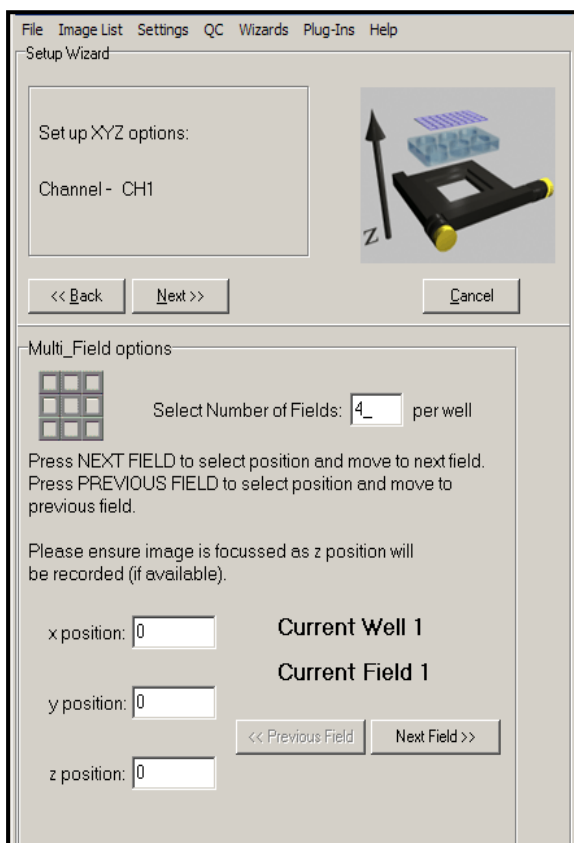 File Image List Settings QC Wizards Plug-Ins Help
Setup Wizard
Set up XYZ options:
Channel - CH1
Z
<< Back Next >> Cancel
Multi_Field options
Select Number of Fields: 4_ per well
Press NEXT FIELD to select position and move to next field.
Press PREVIOUS FIELD to select position and move to
previous field.
Please ensure image is focussed as z position will
be recorded (if available).
x position: 0 Current Well 1
Current Field 1
y position: 0
<< Previous Field Next Field >>
z position: 0